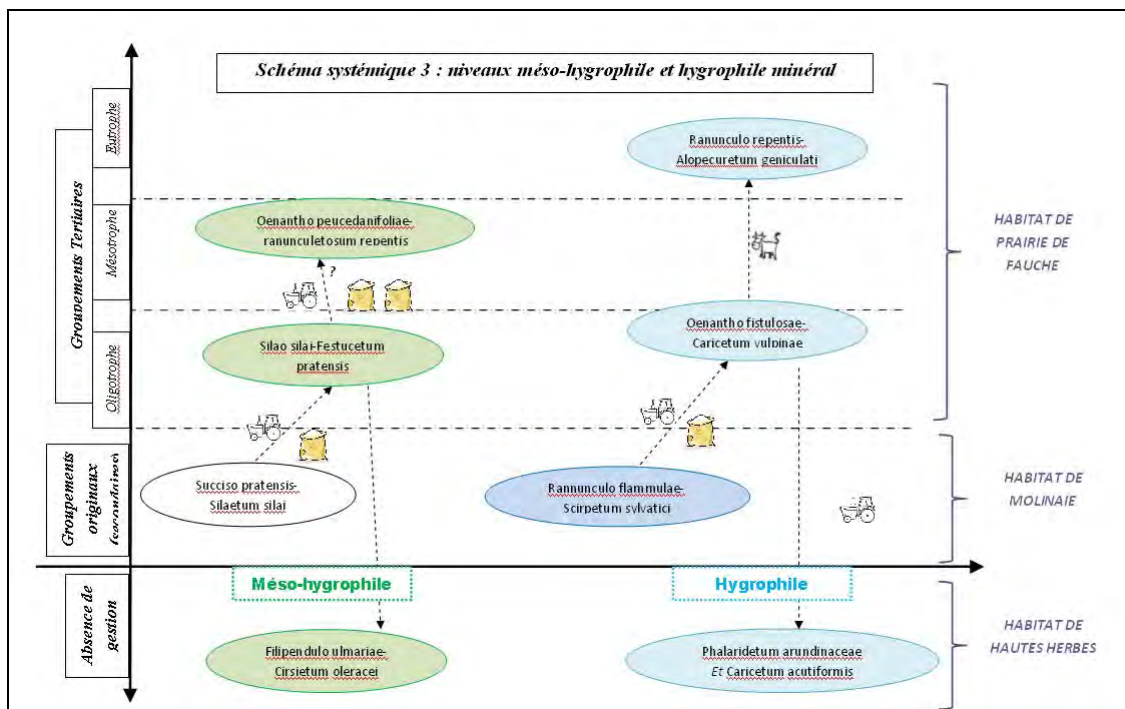 Schéma systémique 3 : niveaux méso-hygrophile et hygrophile minéral
Groupements Tertiaires
Eutrophe
Mésotrophe
Oligotrophe
Ranunculo repentis-
Alopecuretum geniculati
Oenantho peucedanifoliae-
ranunculetosum repentis
?
HABITAT DE
PRAIRIE DE
FAUCHE
Silao silai-Festucetum
pratensis
Oenantho fistulosae-
Caricetum vulpinae
Groupements
originaux
Succiso pratensis-
Silaetum silai
Rannunculo flammulae-
Scirpetum sylvatici
HABITAT DE
MOLINAIE
Méso-hygrophile
Hygrophile
Absence de
gestion
Filipendulo ulmariae-
Cirsietum oleracei
Phalaridetum arundinaceae
Et Caricetum acutiformis
HABITAT DE
HAUTES HERBES